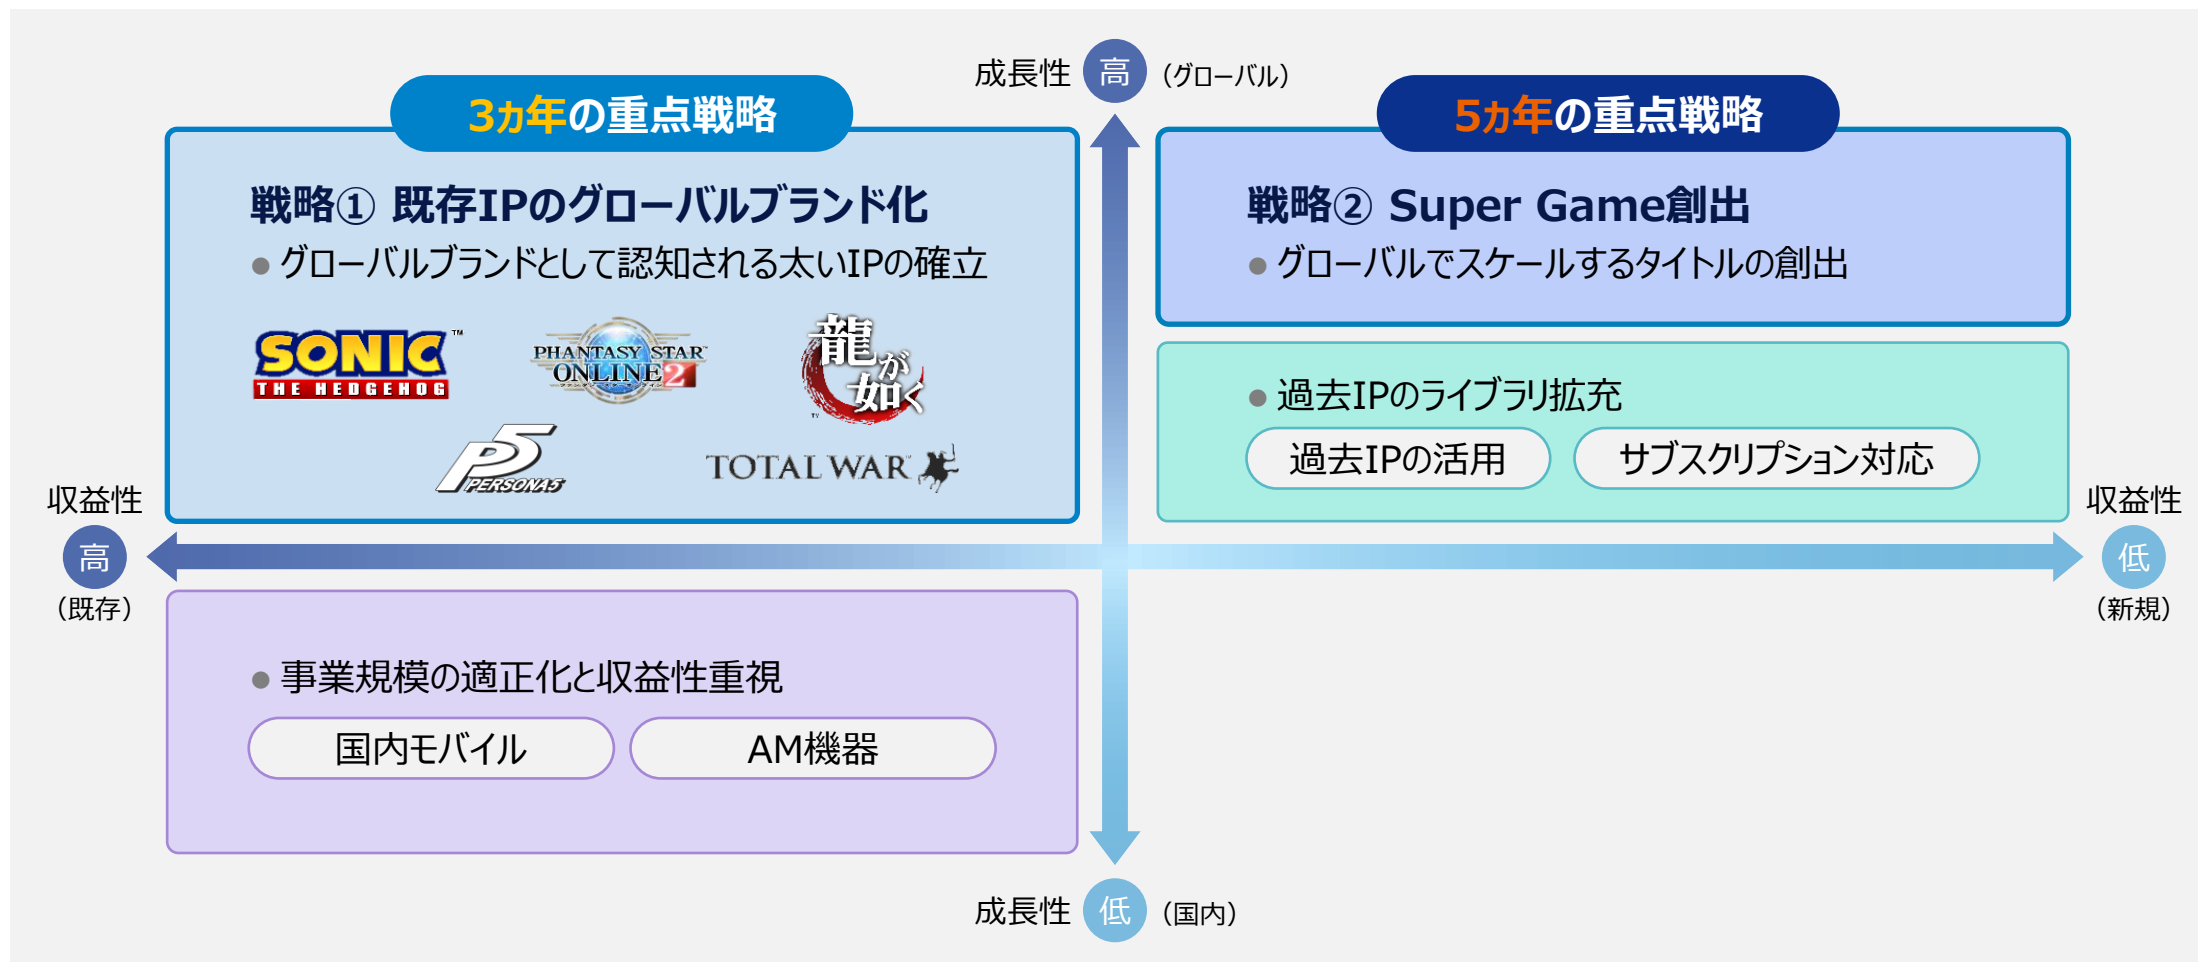 成長性 高 （グローバル）
3ヵ年の重点戦略
戦略① 既存IPのグローバルブランド化
● グローバルブランドとして認知される太いIPの確立
SONIC™
THE HEDGEHOG
PHANTASY STAR
ONLINE 2
龍が如く
™
P5
PERSONA5
TOTAL WAR
5ヵ年の重点戦略
戦略② Super Game創出
● グローバルでスケールするタイトルの創出
● 過去IPのライブラリ拡充
過去IPの活用
サブスクリプション対応
収益性
高
（既存）
収益性
低
（新規）
● 事業規模の適正化と収益性重視
国内モバイル
AM機器
成長性 低 （国内）